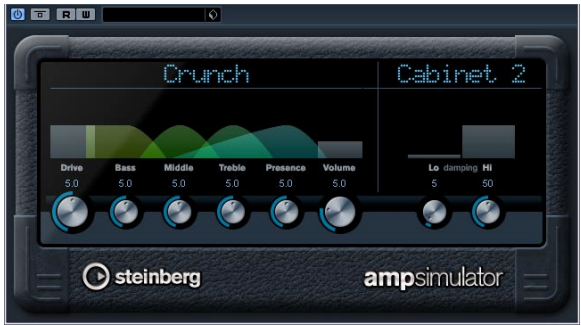 R W
Crunch Cabinet 2
Drive Bass Middle Treble Presence Volume Lo damping Hi
5.0 5.0 5.0 5.0 5.0 5.0 5 50
steinberg ampsimulator